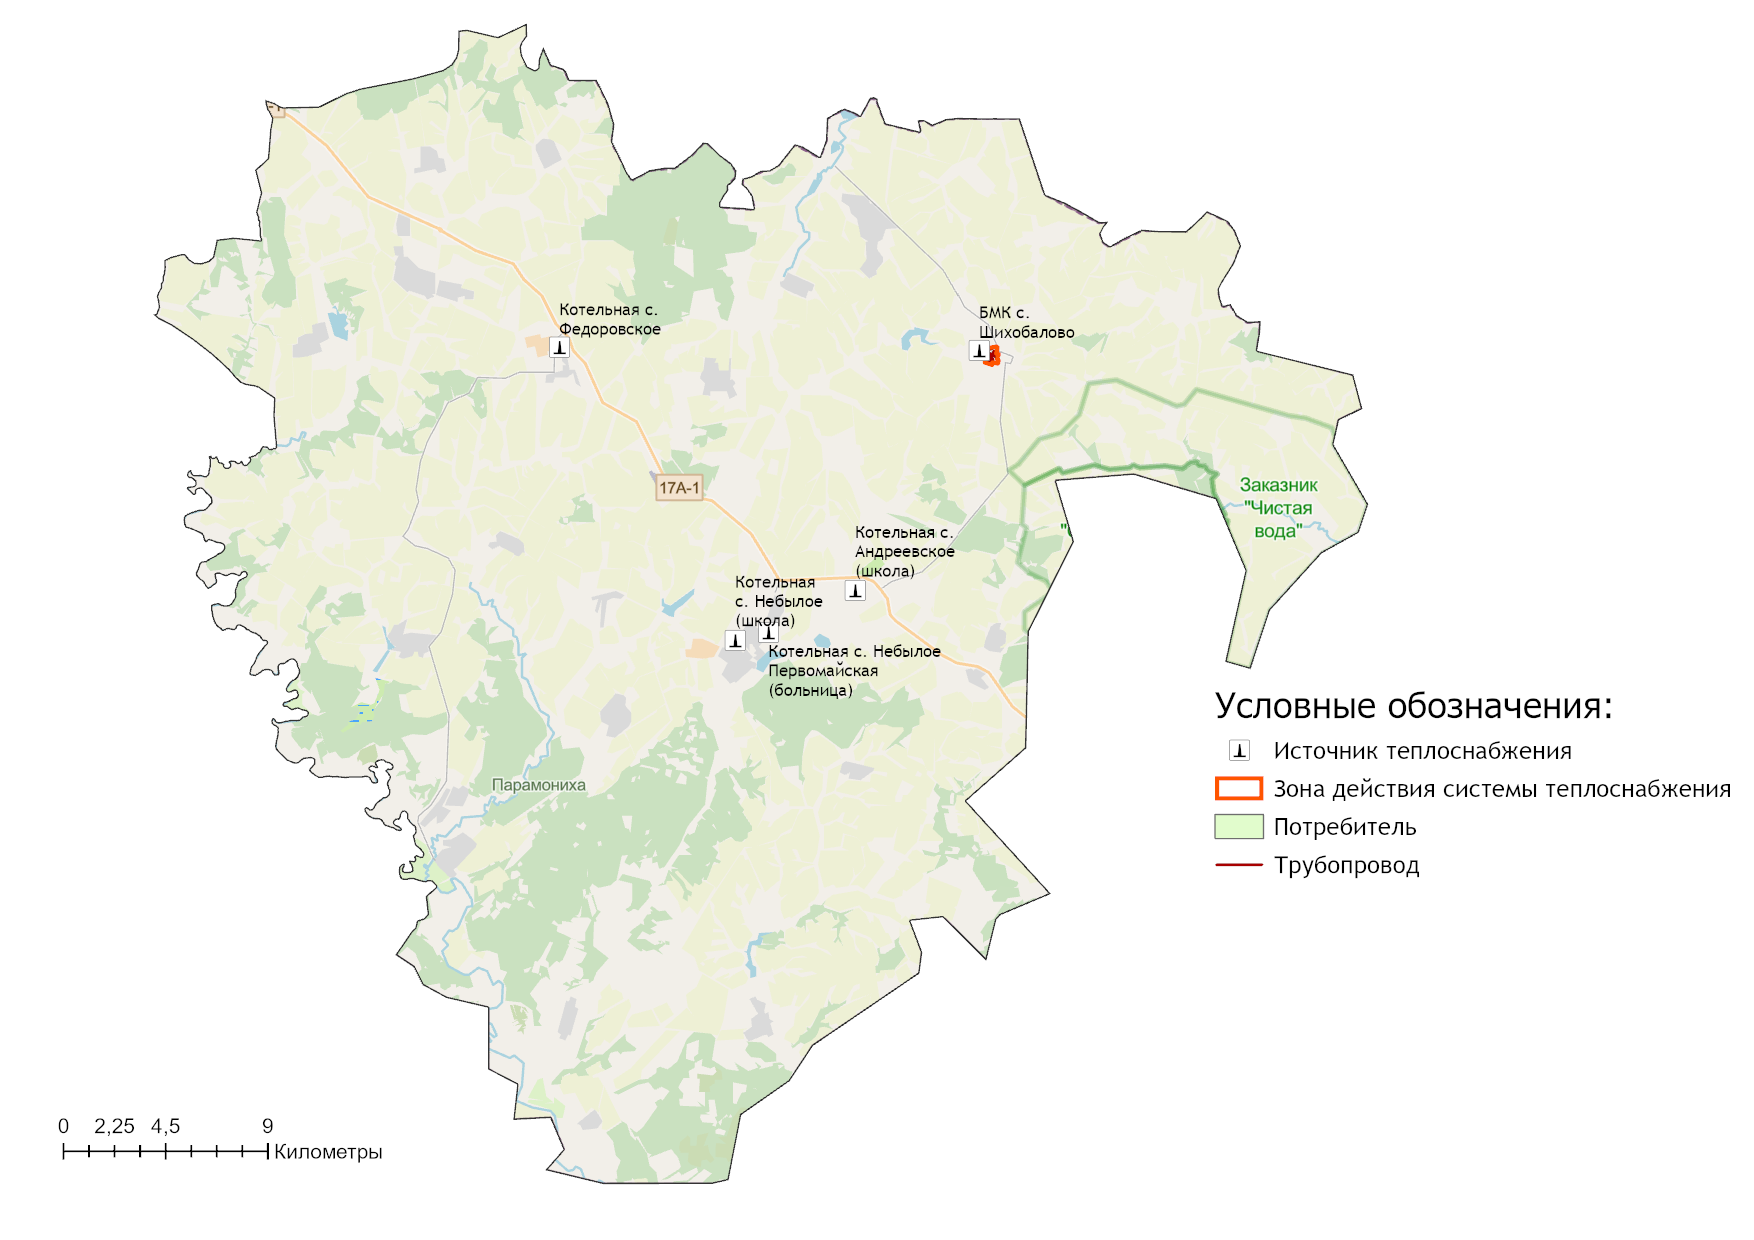 Котельная с.
Федоровское
БМК с.
Шихобалово
Заказник
"Чистая
вода"
17А-1
Котельная с.
Андреевское
(школа)
Котельная
с. Небылое
(школа)
Котельная с. Небылое
Первомайская
(больница)
Парамониха
Условные обозначения:
Источник теплоснабжения
Зона действия системы теплоснабжения
Потребитель
Трубопровод
0 2,25 4,5 9
Километры